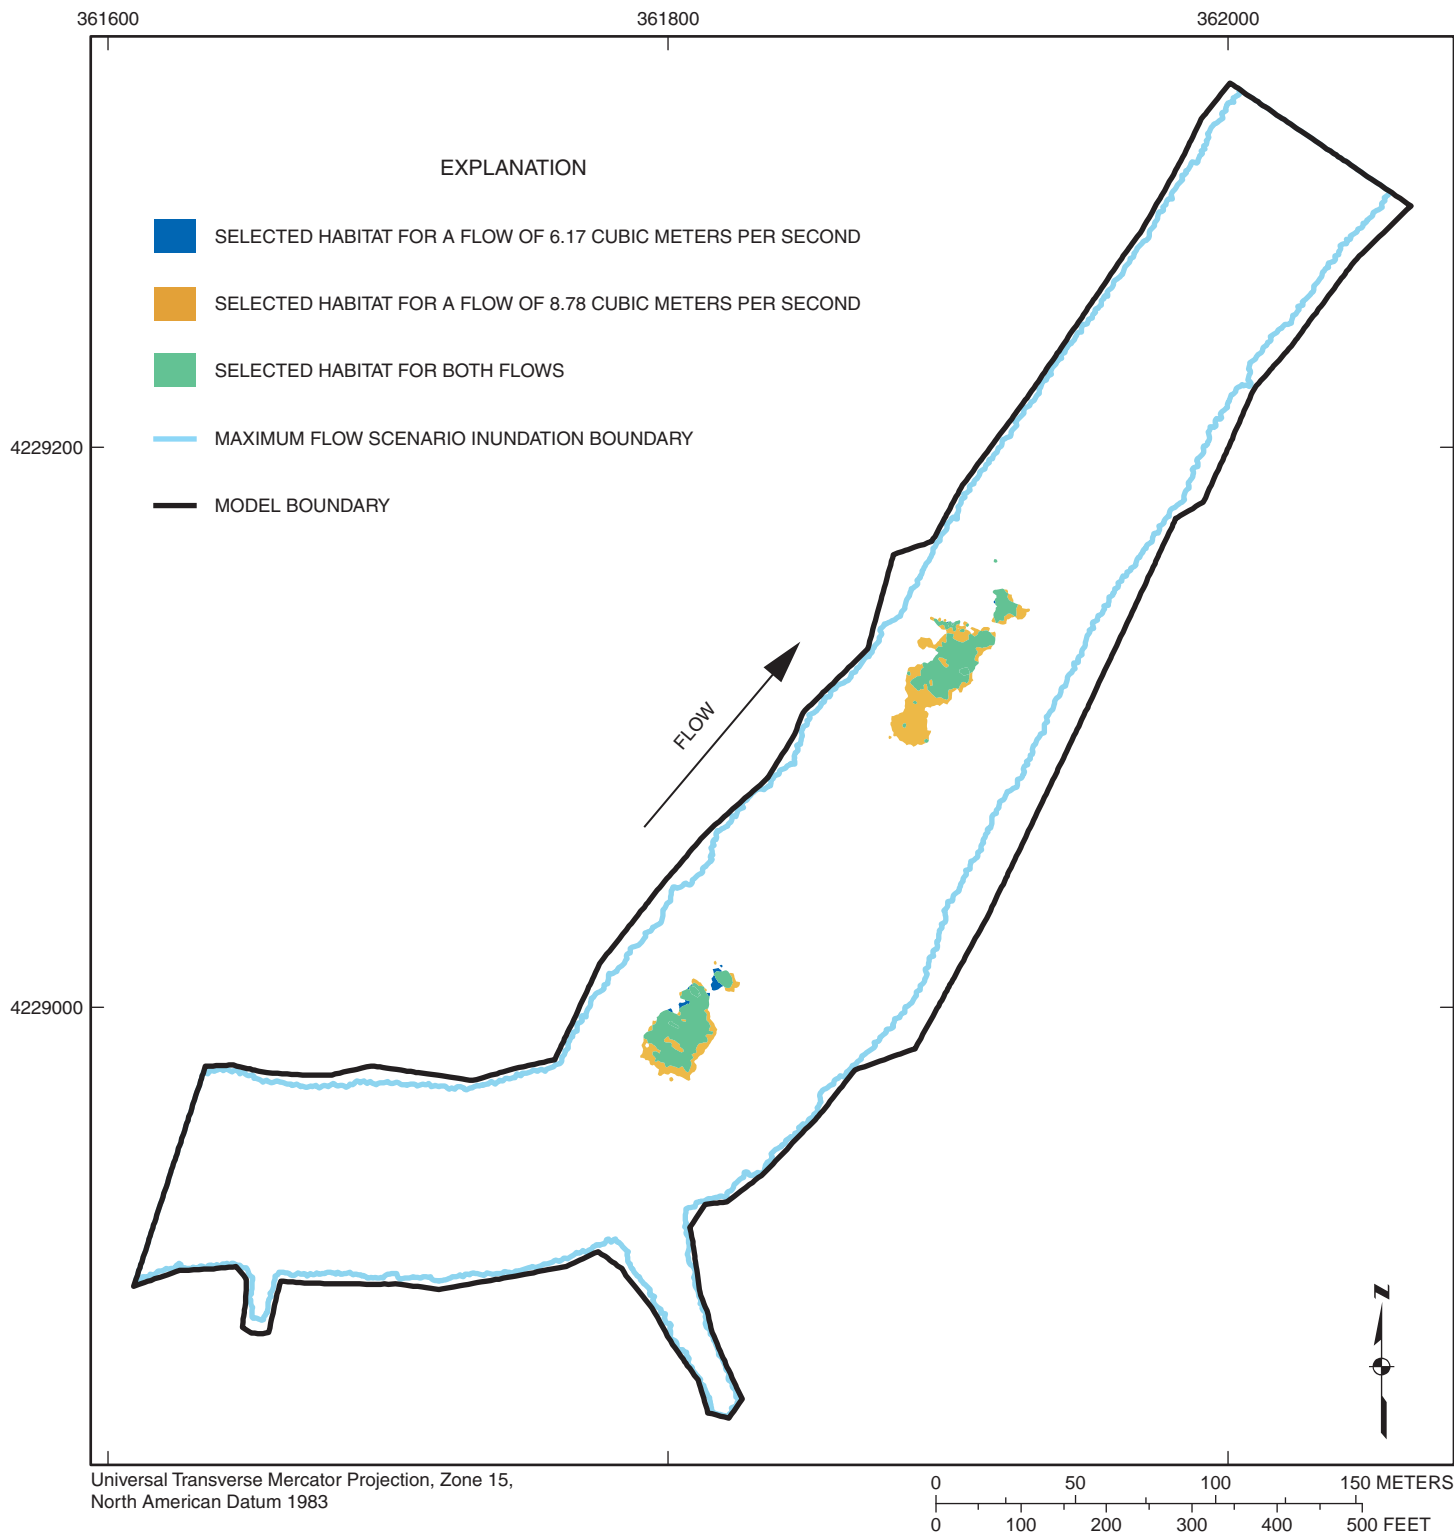 361600 361800 362000
EXPLANATION
SELECTED HABITAT FOR A FLOW OF 6.17 CUBIC METERS PER SECOND
SELECTED HABITAT FOR A FLOW OF 8.78 CUBIC METERS PER SECOND
SELECTED HABITAT FOR BOTH FLOWS
4229200
MAXIMUM FLOW SCENARIO INUNDATION BOUNDARY
MODEL BOUNDARY
FLOW
4229000
N
Universal Transverse Mercator Projection, Zone 15,
North American Datum 1983
0 50 100 150 METERS
0 100 200 300 400 500 FEET